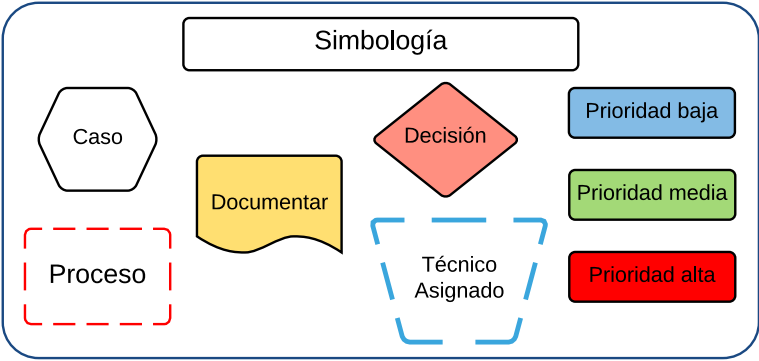 Simbología
Caso
Decisión
Prioridad baja
Documentar
Prioridad media
Proceso
Técnico
Asignado
Prioridad alta